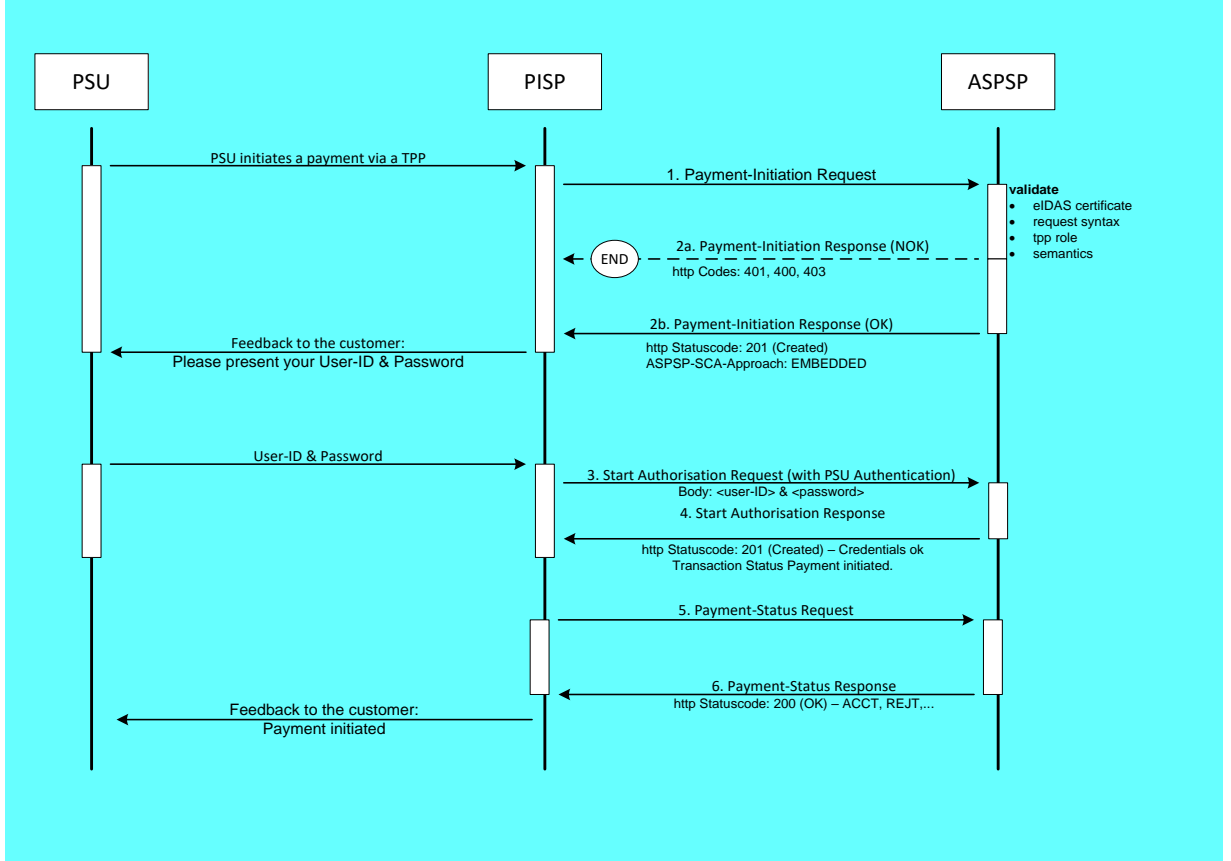 PSU
PISP
ASPSP
PSU initiates a payment via a TPP
1. Payment-Initiation Request
validate
• eIDAS certificate
• request syntax
• tpp role
• semantics
2a. Payment-Initiation Response (NOK)
END
http Codes: 401, 400, 403
2b. Payment-Initiation Response (OK)
http Statuscode: 201 (Created)
ASPSP-SCA-Approach: EMBEDDED
Feedback to the customer:
Please present your User-ID & Password
User-ID & Password
3. Start Authorisation Request (with PSU Authentication)
Body: <user-ID> & <password>
4. Start Authorisation Response
http Statuscode: 201 (Created) – Credentials ok
Transaction Status Payment initiated.
5. Payment-Status Request
6. Payment-Status Response
http Statuscode: 200 (OK) – ACCT, REJT,...
Feedback to the customer:
Payment initiated